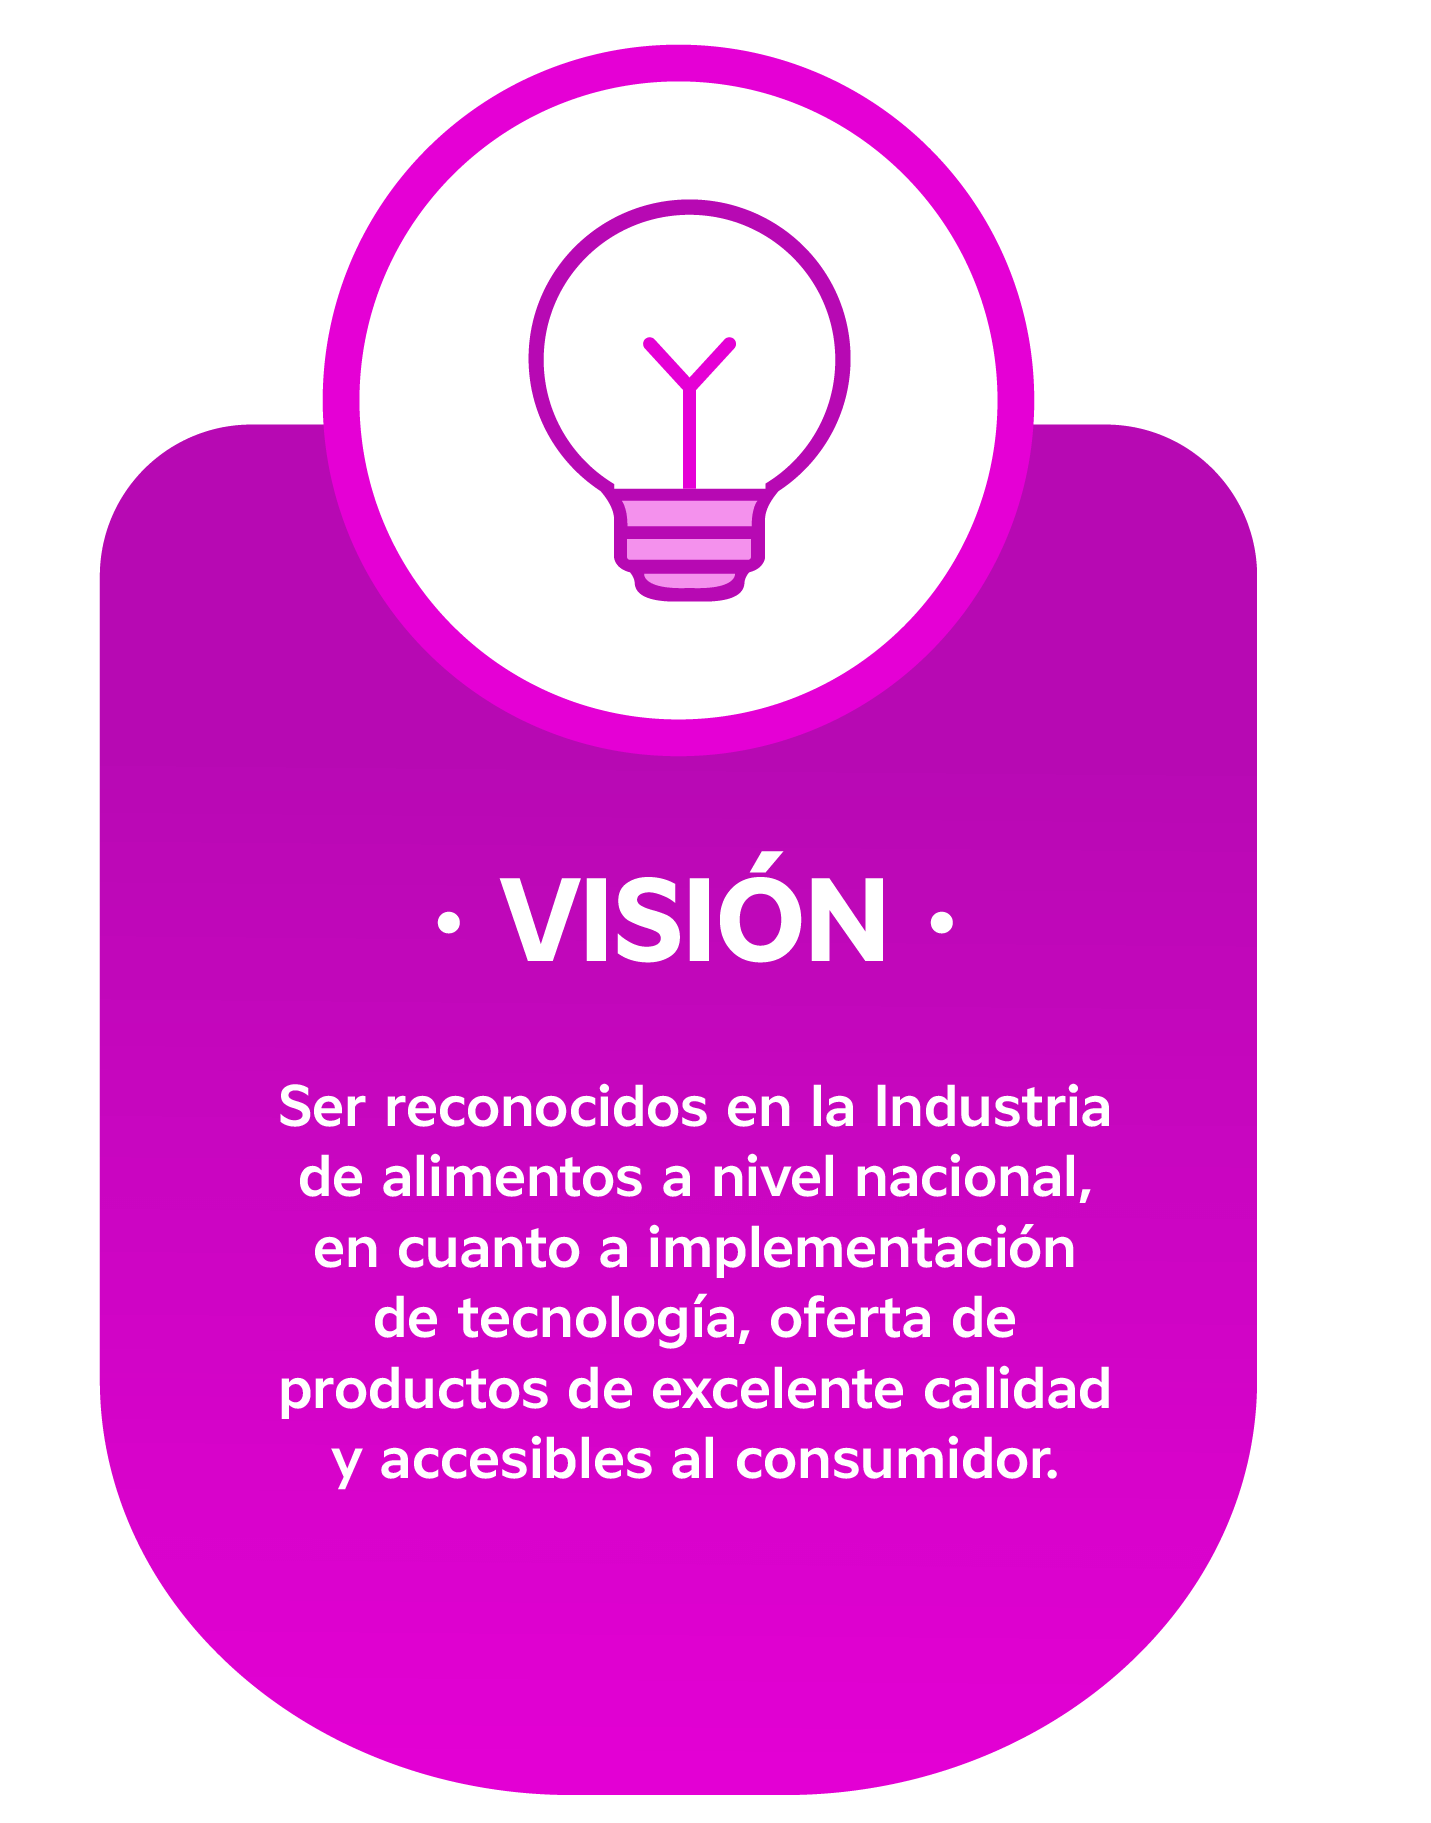 • VISIÓN •
Ser reconocidos en la Industria
de alimentos a nivel nacional,
en cuanto a implementación
de tecnología, oferta de
productos de excelente calidad
y accesibles al consumidor.